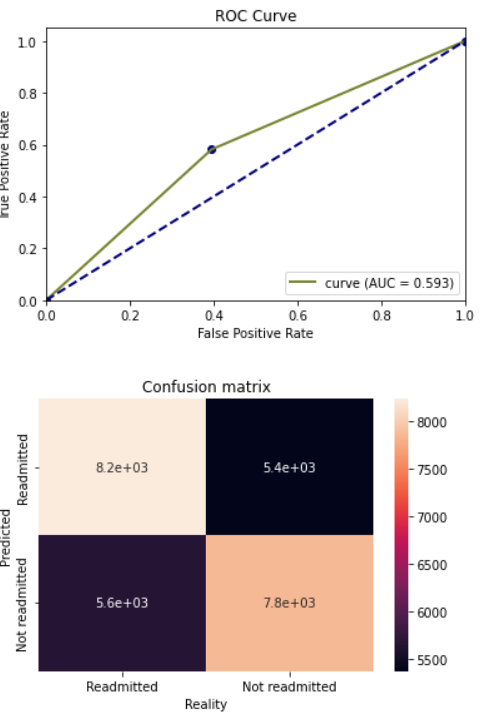 ROC Curve
1.0
0.8
0.6
0.4
0.2
0.0
True Positive Rate
curve (AUC = 0.593)
0.0 0.2 0.4 0.6 0.8 1.0
False Positive Rate
Confusion matrix
Predicted
Readmitted
Not readmitted
8.2e+03 5.4e+03
5.6e+03 7.8e+03
8000
7500
7000
6500
6000
5500
Readmitted Not readmitted
Reality